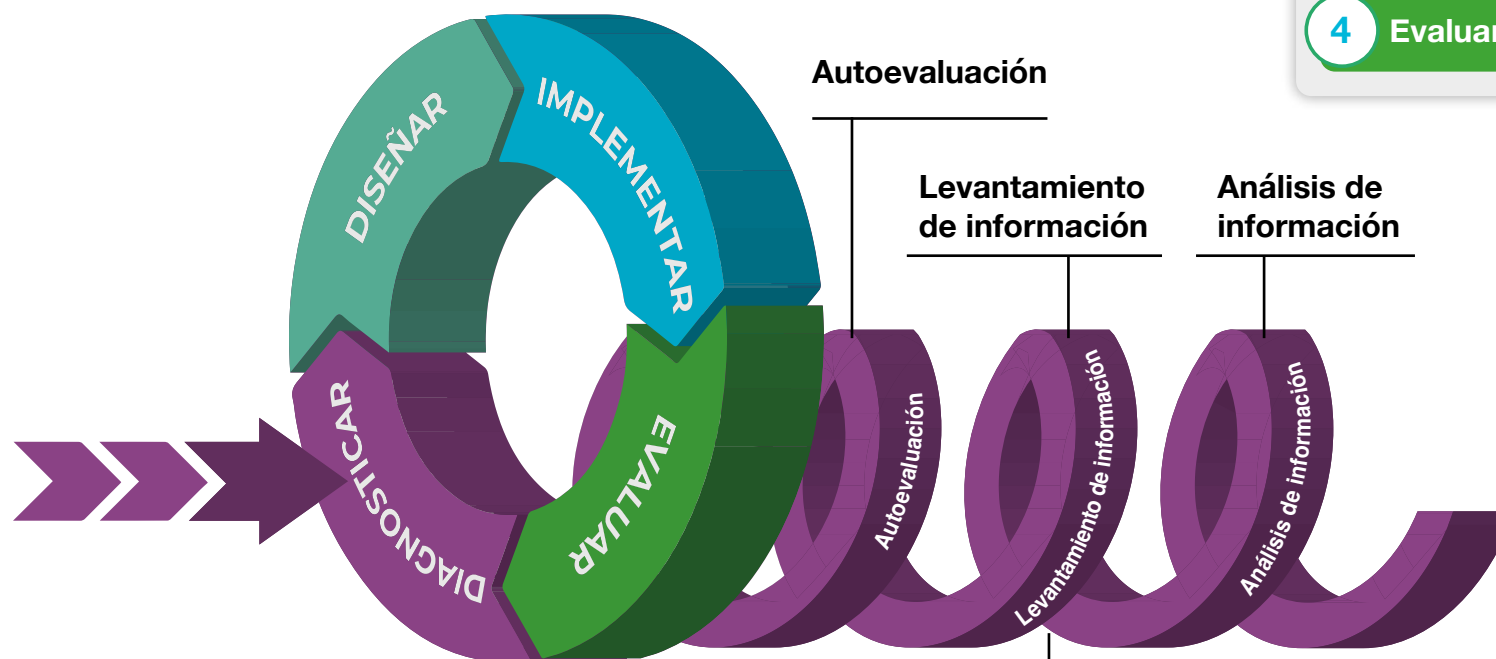 4 Evaluar
Autoevaluación
Levantamiento
de información
Análisis de
información
DISEÑAR
IMPLEMENTAR
DIAGNOSTICAR
EVALUAR
Autoevaluación
Levantamiento de información
Análisis de información